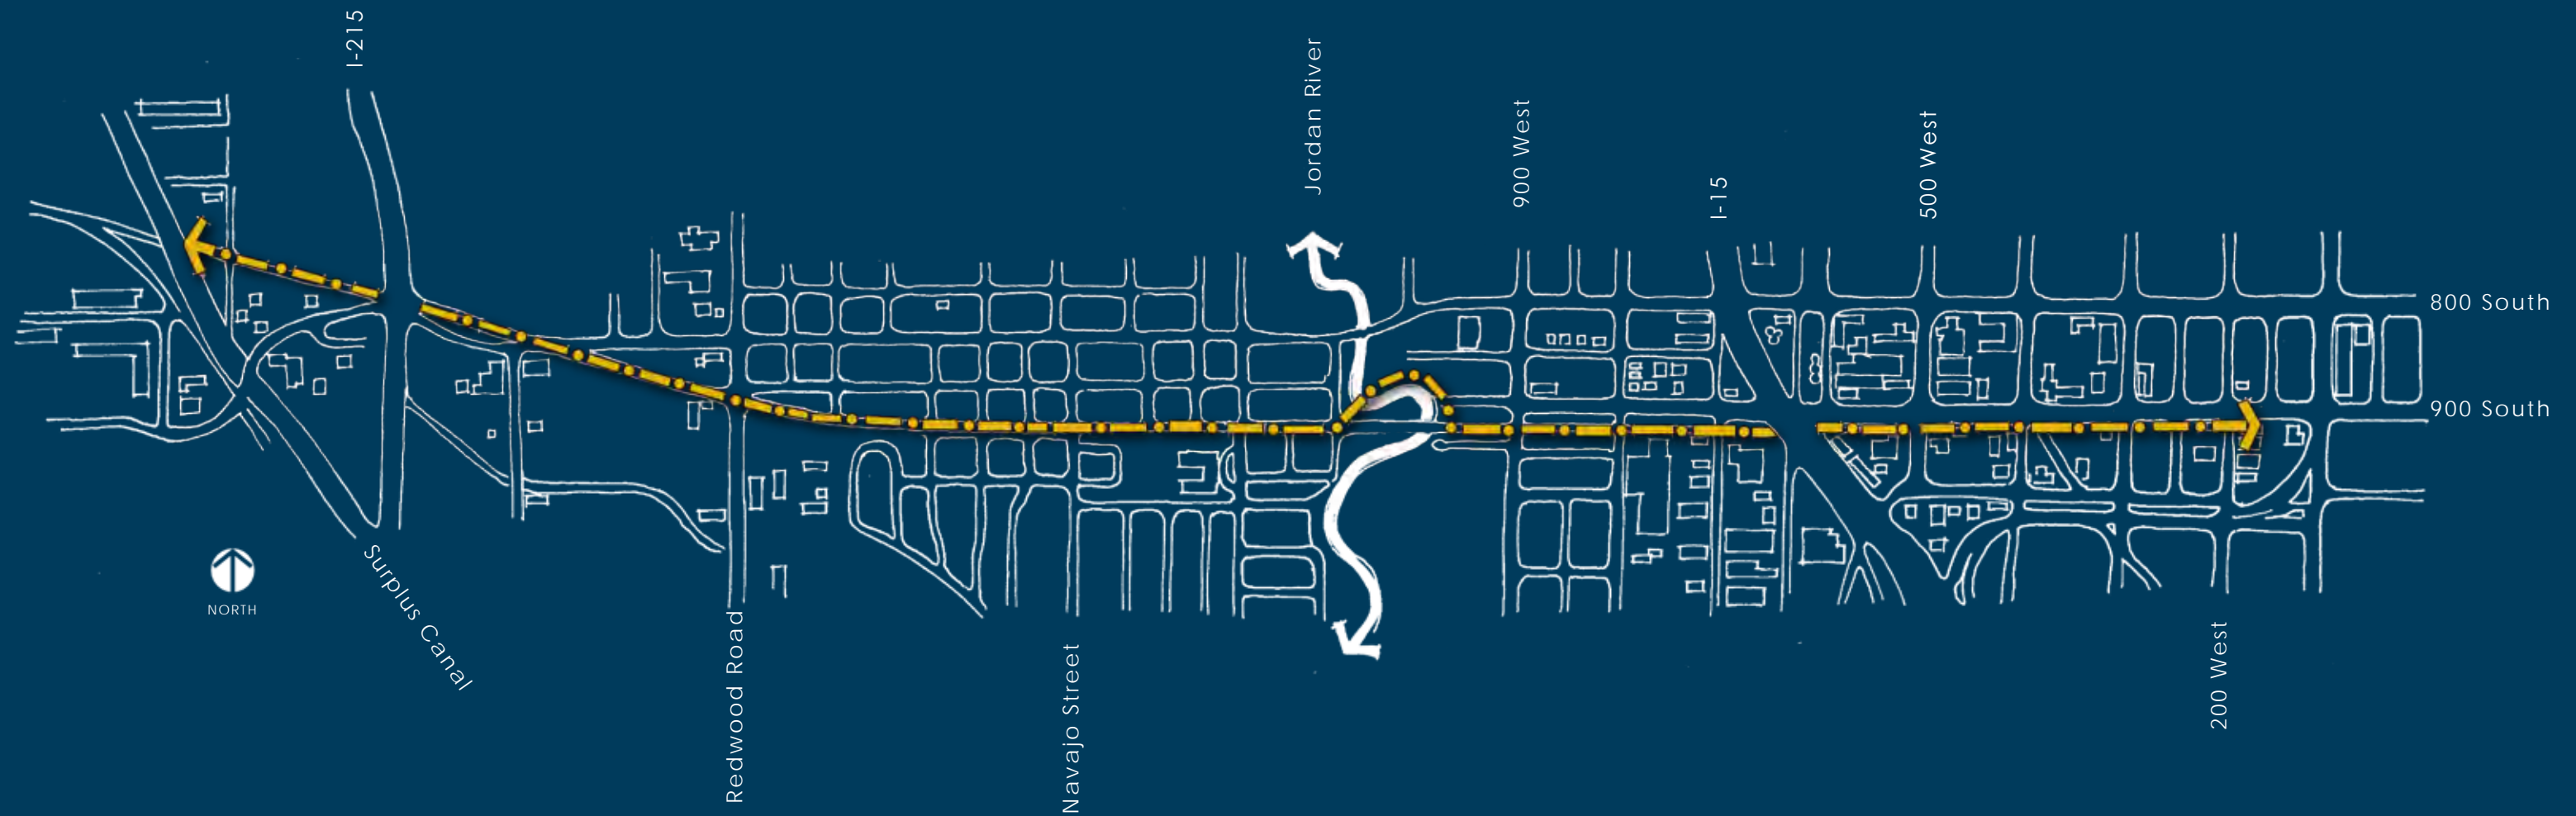 I-215
Jordan River
900 West
I-15
500 West
800 South
900 South
NORTH
Surplus Canal
Redwood Road
Navajo Street
200 West